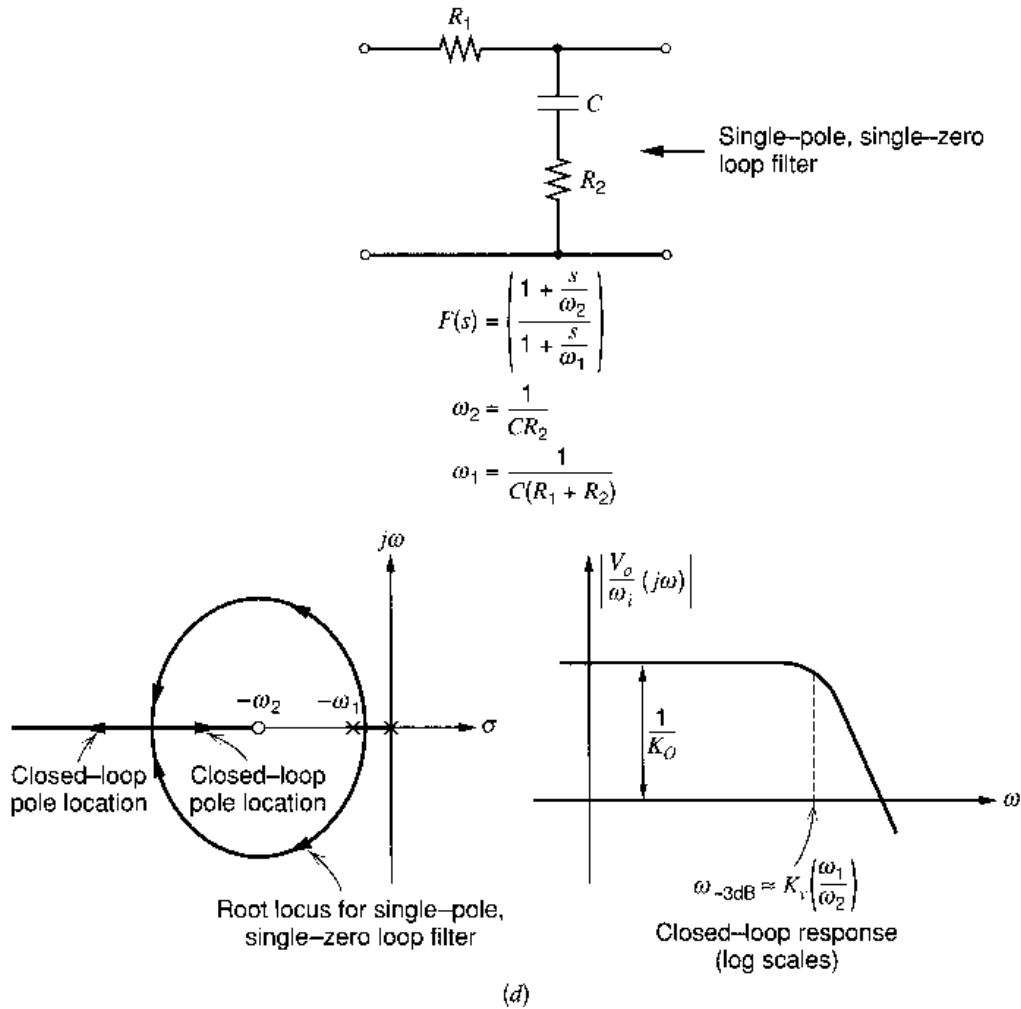 R₁
C
R₂
Single–pole, single–zero
loop filter
F(s) = ( (1 + s/ω₂) / (1 + s/ω₁) )
ω₂ = 1 / CR₂
ω₁ = 1 / C(R₁ + R₂)
jω
–ω₂
–ω₁
σ
Closed–loop
pole location
Closed–loop
pole location
Root locus for single–pole,
single–zero loop filter
| Vₒ/ωᵢ (jω) |
1/K_O
ω
ω₋₃dB ≈ Kᵥ(ω₁/ω₂)
Closed–loop response
(log scales)
(d)